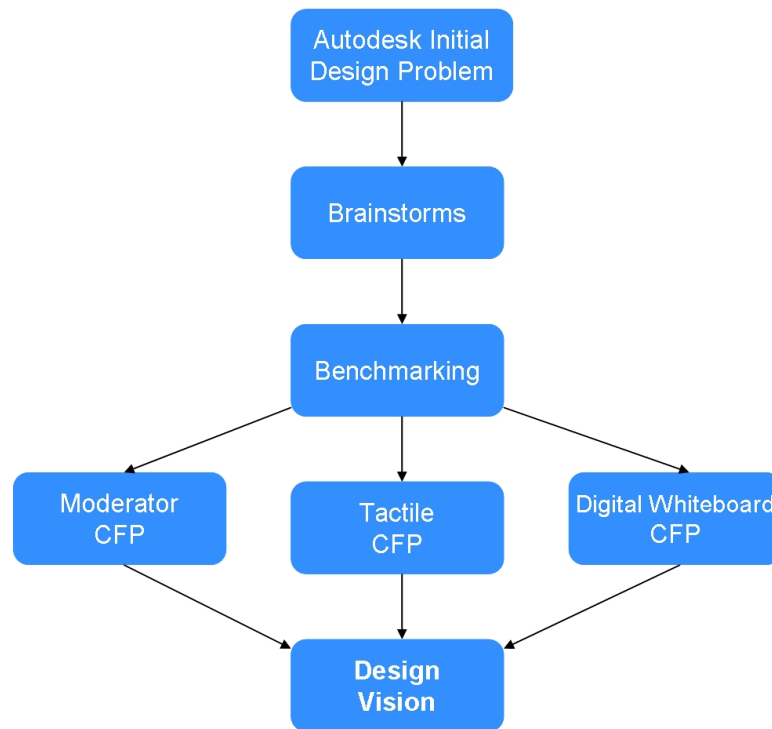 Autodesk Initial
Design Problem
Brainstorms
Benchmarking
Moderator
CFP
Tactile
CFP
Digital Whiteboard
CFP
Design
Vision